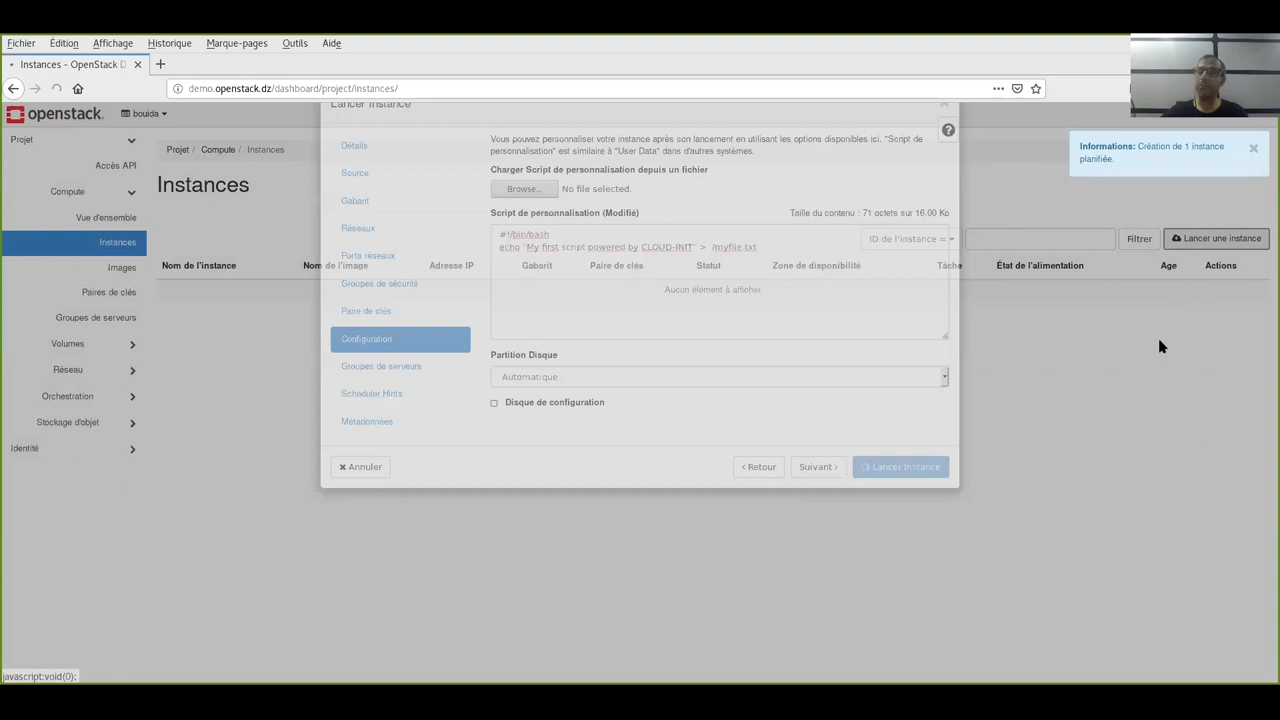 Fichier Édition Affichage Historique Marque-pages Outils Aide
Instances - OpenStack D
demo.openstack.dz/dashboard/project/instances/
openstack. bouida
Lancer Instance
Projet
Accès API
Compute
Vue d'ensemble
Instances
Images
Paires de clés
Groupes de serveurs
Volumes
Réseau
Orchestration
Stockage d'objet
Identité
Projet / Compute / Instances
Instances
Informations: Création de 1 instance
planifiée.
ID de l'instance =
Filtrer
Lancer une instance
Nom de l'instance Nom de l'image Adresse IP Gabarit Paire de clés Statut Zone de disponibilité Tâche État de l'alimentation Age Actions
Aucun élément à afficher.
Détails
Source
Gabarit
Réseaux
Ports réseaux
Groupes de sécurité
Paire de clés
Configuration
Groupes de serveurs
Scheduler Hints
Métadonnées
Vous pouvez personnaliser votre instance après son lancement en utilisant les options disponibles ici. "Script de
personnalisation" est similaire à "User Data" dans d'autres systèmes.
Charger Script de personnalisation depuis un fichier
Browse... No file selected.
Script de personnalisation (Modifié) Taille du contenu : 71 octets sur 16.00 Ko
#!/bin/bash
echo "My first script powered by CLOUD-INIT" > /myfile.txt
Partition Disque
Automatique
Disque de configuration
Annuler
Retour
Suivant
Lancer Instance
javascript:void(0);